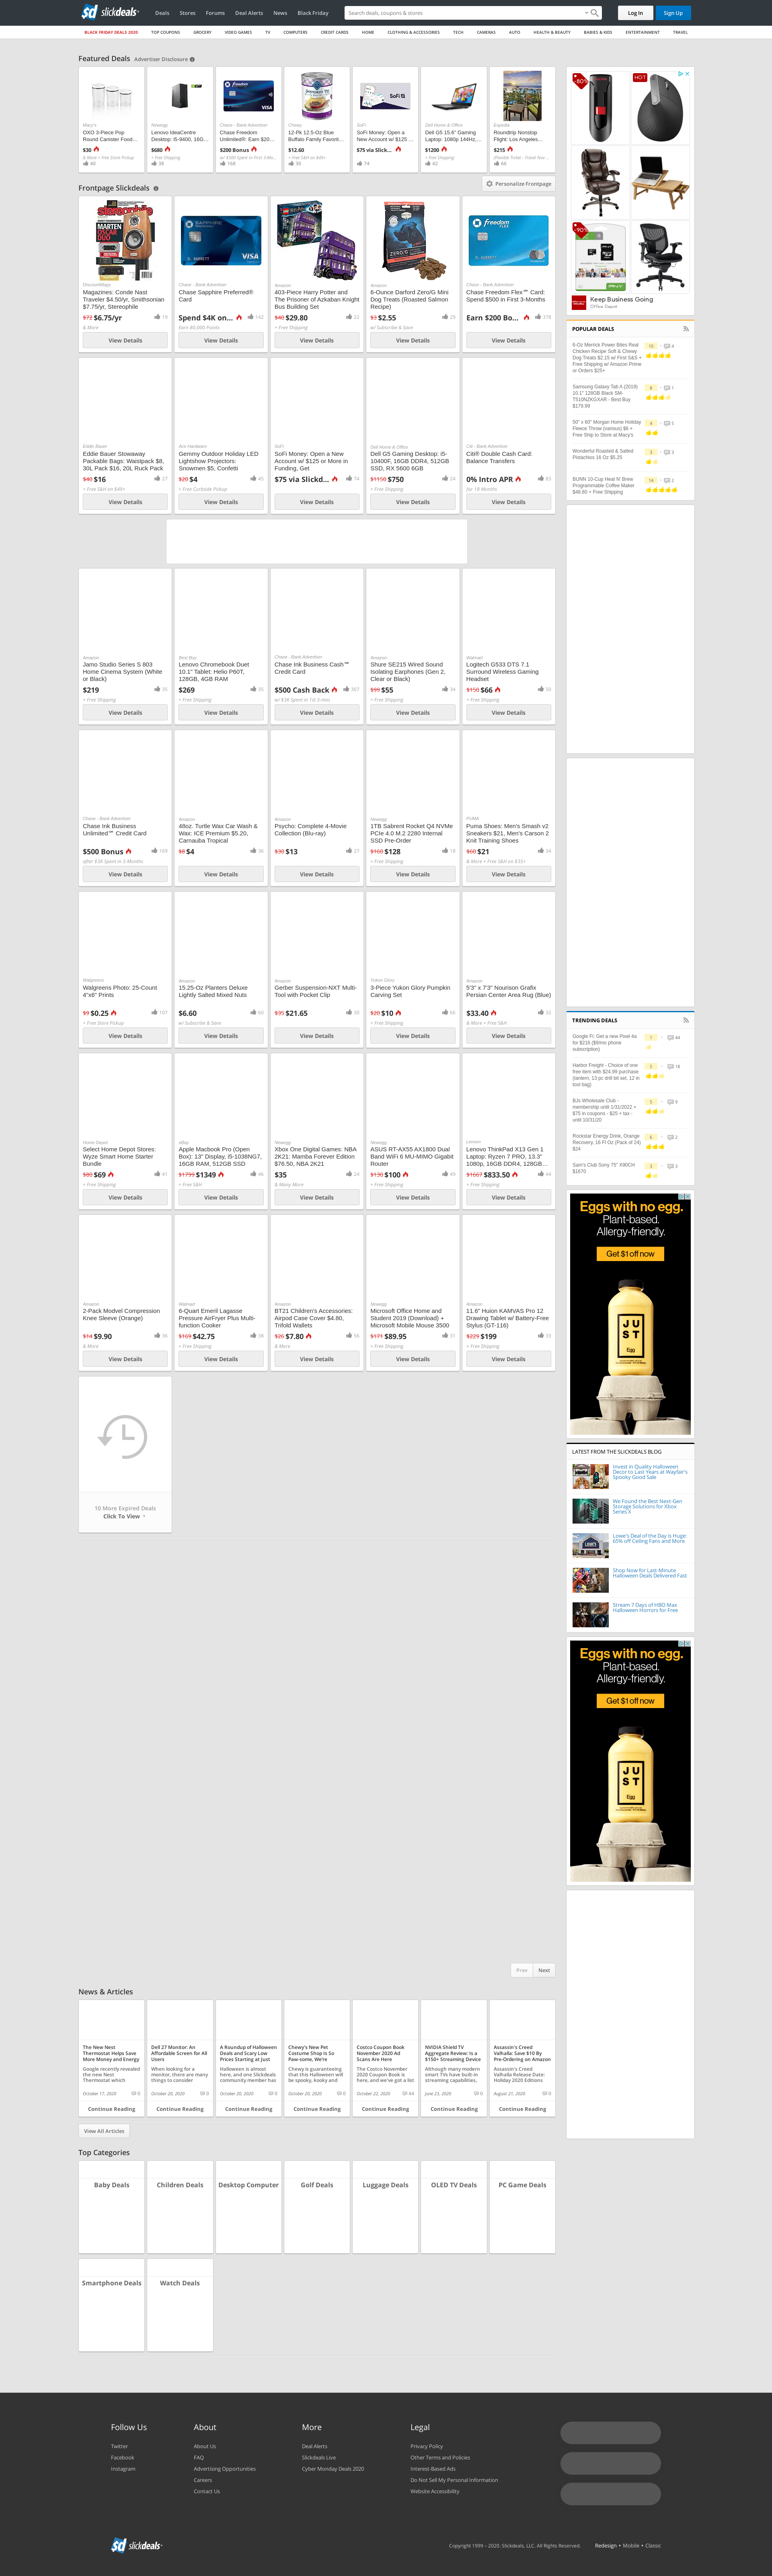 slickdeals
Deals Stores Forums Deal Alerts News Black Friday
Search deals, coupons & stores
Log In Sign Up
BLACK FRIDAY DEALS 2020 TOP COUPONS GROCERY VIDEO GAMES TV COMPUTERS CREDIT CARDS HOME CLOTHING & ACCESSORIES TECH CAMERAS AUTO HEALTH & BEAUTY BABIES & KIDS ENTERTAINMENT TRAVEL
Featured Deals Advertiser Disclosure
Macy's
OXO 3-Piece Pop Round Canister Food...
$30
Newegg
Lenovo IdeaCentre Desktop: i5-9400, 16G...
$680
+ Free Shipping
Chase - Bank Advertiser
Chase Freedom Unlimited®: Earn $20...
$200 Bonus
Chewy
12-Pk 12.5-Oz Blue Buffalo Family Favorit...
$12.60
SoFi
SoFi Money: Open a New Account w/ $125 ...
$75 via Slick...
Dell Home & Office
Dell G5 15.6" Gaming Laptop: 1080p 144Hz,...
$1200
+ Free Shipping
Expedia
Roundtrip Nonstop Flight: Los Angeles...
$215
Frontpage Slickdeals
Personalize Frontpage
DiscountMags
Magazines: Conde Nast Traveler $4.50/yr, Smithsonian $7.75/yr, Stereophile
$72 $6.75/yr
& More
View Details
Chase - Bank Advertiser
Chase Sapphire Preferred® Card
Spend $4K on... 142
Earn 80,000 Points
View Details
Amazon
403-Piece Harry Potter and The Prisoner of Azkaban Knight Bus Building Set
$40 $29.80 22
+ Free Shipping
View Details
Amazon
6-Ounce Darford Zero/G Mini Dog Treats (Roasted Salmon Recipe)
$3 $2.55
w/ Subscribe & Save
View Details
Chase - Bank Advertiser
Chase Freedom Flex℠ Card: Spend $500 in First 3-Months
Earn $200 Bo... 378
View Details
Eddie Bauer
Eddie Bauer Stowaway Packable Bags: Waistpack $8, 30L Pack $16, 20L Ruck Pack
$40 $16 27
+ Free S&H on $49+
View Details
Ace Hardware
Gemmy Outdoor Holiday LED Lightshow Projectors: Snowmen $5, Confetti
$20 $4 45
+ Free Curbside Pickup
View Details
SoFi
SoFi Money: Open a New Account w/ $125 or More in Funding, Get
$75 via Slickd... 74
View Details
Dell Home & Office
Dell G5 Gaming Desktop: i5-10400F, 16GB DDR4, 512GB SSD, RX 5600 6GB
$1150 $750 24
+ Free Shipping
View Details
Citi - Bank Advertiser
Citi® Double Cash Card: Balance Transfers
0% Intro APR 83
for 18 Months
View Details
Amazon
Jamo Studio Series S 803 Home Cinema System (White or Black)
$219 35
+ Free Shipping
View Details
Best Buy
Lenovo Chromebook Duet 10.1" Tablet: Helio P60T, 128GB, 4GB RAM
$269 35
+ Free Shipping
View Details
Chase - Bank Advertiser
Chase Ink Business Cash℠ Credit Card
$500 Cash Back 307
View Details
Amazon
Shure SE215 Wired Sound Isolating Earphones (Gen 2, Clear or Black)
$99 $55 34
+ Free Shipping
View Details
Walmart
Logitech G533 DTS 7.1 Surround Wireless Gaming Headset
$150 $66 50
+ Free Shipping
View Details
Chase - Bank Advertiser
Chase Ink Business Unlimited℠ Credit Card
$500 Bonus 169
after $3K Spent in 3-Months
View Details
Amazon
48oz. Turtle Wax Car Wash & Wax: ICE Premium $5.20, Carnauba Tropical
$8 $4 36
View Details
Amazon
Psycho: Complete 4-Movie Collection (Blu-ray)
$30 $13 27
View Details
Newegg
1TB Sabrent Rocket Q4 NVMe PCIe 4.0 M.2 2280 Internal SSD Pre-Order
$160 $128 18
+ Free Shipping
View Details
PUMA
Puma Shoes: Men's Smash v2 Sneakers $21, Men's Carson 2 Knit Training Shoes
$60 $21 34
& More + Free S&H on $35+
View Details
Walgreens
Walgreens Photo: 25-Count 4"x6" Prints
$9 $0.25 107
+ Free Store Pickup
View Details
Amazon
15.25-Oz Planters Deluxe Lightly Salted Mixed Nuts
$6.60 60
w/ Subscribe & Save
View Details
Amazon
Gerber Suspension-NXT Multi-Tool with Pocket Clip
$35 $21.65 30
View Details
Yukon Glory
3-Piece Yukon Glory Pumpkin Carving Set
$20 $10 66
+ Free Shipping
View Details
Amazon
5'3" x 7'3" Nourison Grafix Persian Center Area Rug (Blue)
$33.40 32
& More + Free S&H
View Details
Home Depot
Select Home Depot Stores: Wyze Smart Home Starter Bundle
$80 $69 41
+ Free Shipping
View Details
eBay
Apple Macbook Pro (Open Box): 13" Display, i5-1038NG7, 16GB RAM, 512GB SSD
$1799 $1349 46
+ Free S&H
View Details
Newegg
Xbox One Digital Games: NBA 2K21: Mamba Forever Edition $76.50, NBA 2K21
$35 24
& Many More
View Details
Newegg
ASUS RT-AX55 AX1800 Dual Band WiFi 6 MU-MIMO Gigabit Router
$130 $100 49
+ Free Shipping
View Details
Lenovo
Lenovo ThinkPad X13 Gen 1 Laptop: Ryzen 7 PRO, 13.3" 1080p, 16GB DDR4, 128GB...
$1667 $833.50 44
+ Free Shipping
View Details
Amazon
2-Pack Modvel Compression Knee Sleeve (Orange)
$14 $9.90 36
& More
View Details
Walmart
6-Quart Emeril Lagasse Pressure AirFryer Plus Multi-function Cooker
$169 $42.75 38
+ Free Shipping
View Details
Amazon
BT21 Children's Accessories: Airpod Case Cover $4.80, Trifold Wallets
$26 $7.80 56
& More
View Details
Newegg
Microsoft Office Home and Student 2019 (Download) + Microsoft Mobile Mouse 3500
$171 $89.95 31
+ Free Shipping
View Details
Amazon
11.6" Huion KAMVAS Pro 12 Drawing Tablet w/ Battery-Free Stylus (GT-116)
$229 $199 33
+ Free Shipping
View Details
10 More Expired Deals
Click To View
Prev Next
-80%
HOT
-90%
Keep Business Going
Office Depot
POPULAR DEALS
6-Oz Merrick Power Bites Real Chicken Recipe Soft & Chewy Dog Treats $2.15 w/ First S&S + Free Shipping w/ Amazon Prime or Orders $25+
Samsung Galaxy Tab A (2019) 10.1" 128GB Black SM-T510NZKGXAR - Best Buy $179.99
50" x 60" Morgan Home Holiday Fleece Throw (various) $6 + Free Ship to Store at Macy's
Wonderful Roasted & Salted Pistachios 16 Oz $5.25
BUNN 10-Cup Heat N' Brew Programmable Coffee Maker $48.80 + Free Shipping
TRENDING DEALS
Google Fi: Get a new Pixel 4a for $216 ($6/mo phone subscription)
Harbor Freight - Choice of one free item with $24.99 purchase (lantern, 13 pc drill bit set, 12 in tool bag)
BJs Wholesale Club - membership until 1/31/2022 + $75 in coupons - $25 + tax - until 10/31/20
Rockstar Energy Drink, Orange Recovery, 16 Fl Oz (Pack of 24) $24
Sam's Club Sony 75" X90CH $1670
Eggs with no egg.
Plant-based.
Allergy-friendly.
Get $1 off now
JUST
Egg
LATEST FROM THE SLICKDEALS BLOG
Invest in Quality Halloween Decor to Last Years at Wayfair's Spooky Good Sale
We Found the Best Next-Gen Storage Solutions for Xbox Series X
Lowe's Deal of the Day is Huge: 65% off Ceiling Fans and More
Shop Now for Last-Minute Halloween Deals Delivered Fast
Stream 7 Days of HBO Max Halloween Horrors for Free
Eggs with no egg.
Plant-based.
Allergy-friendly.
Get $1 off now
JUST
Egg
News & Articles
The New Nest Thermostat Helps Save More Money and Energy
Google recently revealed the new Nest Thermostat which
October 17, 2020 0
Continue Reading
Dell 27 Monitor: An Affordable Screen for All Users
When looking for a monitor, there are many things to consider
October 20, 2020 0
Continue Reading
A Roundup of Halloween Deals and Scary Low Prices Starting at Just
Halloween is almost here, and one Slickdeals community member has
October 20, 2020 0
Continue Reading
Chewy's New Pet Costume Shop Is So Paw-some, We're
Chewy is guaranteeing that this Halloween will be spooky, kooky and
October 20, 2020 0
Continue Reading
Costco Coupon Book November 2020 Ad Scans Are Here
The Costco November 2020 Coupon Book is here, and we've got a list
October 22, 2020 44
Continue Reading
NVIDIA Shield TV Aggregate Review: Is a $150+ Streaming Device
Although many modern smart TVs have built-in streaming capabilities,
June 23, 2020 0
Continue Reading
Assassin's Creed Valhalla: Save $10 By Pre-Ordering on Amazon
Assassin's Creed Valhalla Release Date: Holiday 2020 Editions
August 21, 2020 0
Continue Reading
View All Articles
Top Categories
Baby Deals
Children Deals
Desktop Computer
Golf Deals
Luggage Deals
OLED TV Deals
PC Game Deals
Smartphone Deals
Watch Deals
Follow Us
Twitter
Facebook
Instagram
About
About Us
FAQ
Advertising Opportunities
Careers
Contact Us
More
Deal Alerts
Slickdeals Live
Cyber Monday Deals 2020
Legal
Privacy Policy
Other Terms and Policies
Interest-Based Ads
Do Not Sell My Personal Information
Website Accessibility
slickdeals
Copyright 1999 - 2020. Slickdeals, LLC. All Rights Reserved.
Redesign • Mobile • Classic